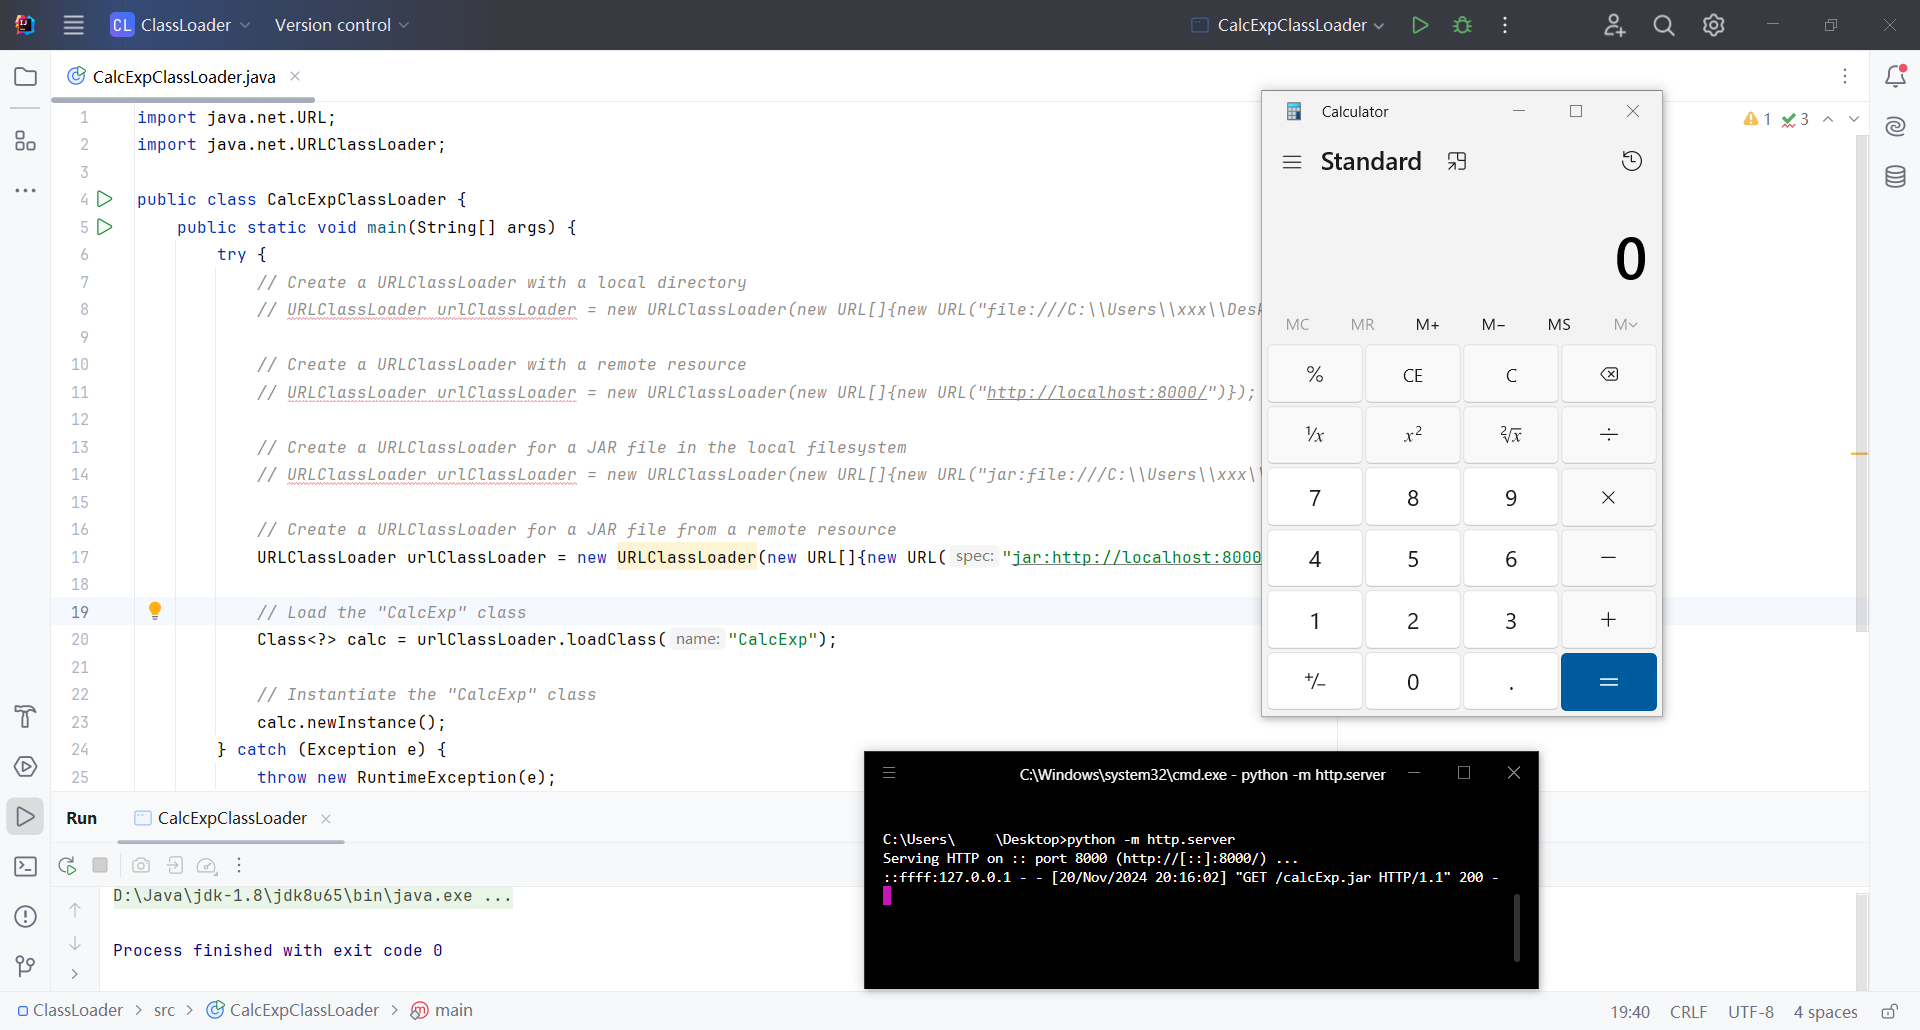 CL ClassLoader Version control CalcExpClassLoader
CalcExpClassLoader.java
1 import java.net.URL;
2 import java.net.URLClassLoader;
3
4 public class CalcExpClassLoader {
5 public static void main(String[] args) {
6 try {
7 // Create a URLClassLoader with a local directory
8 // URLClassLoader urlClassLoader = new URLClassLoader(new URL[]{new URL("file:///C:\\Users\\xxx\\Desk
9
10 // Create a URLClassLoader with a remote resource
11 // URLClassLoader urlClassLoader = new URLClassLoader(new URL[]{new URL("http://localhost:8000/")});
12
13 // Create a URLClassLoader for a JAR file in the local filesystem
14 // URLClassLoader urlClassLoader = new URLClassLoader(new URL[]{new URL("jar:file:///C:\\Users\\xxx\\
15
16 // Create a URLClassLoader for a JAR file from a remote resource
17 URLClassLoader urlClassLoader = new URLClassLoader(new URL[]{new URL( spec: "jar:http://localhost:8000
18
19 // Load the "CalcExp" class
20 Class<?> calc = urlClassLoader.loadClass( name: "CalcExp");
21
22 // Instantiate the "CalcExp" class
23 calc.newInstance();
24 } catch (Exception e) {
25 throw new RuntimeException(e);
1 3
Calculator
Standard
0
MC MR M+ M− MS M
% CE C
¹⁄x x² ²√x ÷
7 8 9 ×
4 5 6 −
1 2 3 +
+/− 0 . =
Run CalcExpClassLoader
D:\Java\jdk-1.8\jdk8u65\bin\java.exe ...
Process finished with exit code 0
C:\Windows\system32\cmd.exe - python -m http.server
C:\Users\ \Desktop>python -m http.server
Serving HTTP on :: port 8000 (http://[::]:8000/) ...
::ffff:127.0.0.1 - - [20/Nov/2024 20:16:02] "GET /calcExp.jar HTTP/1.1" 200 -
ClassLoader > src > CalcExpClassLoader > main
19:40 CRLF UTF-8 4 spaces